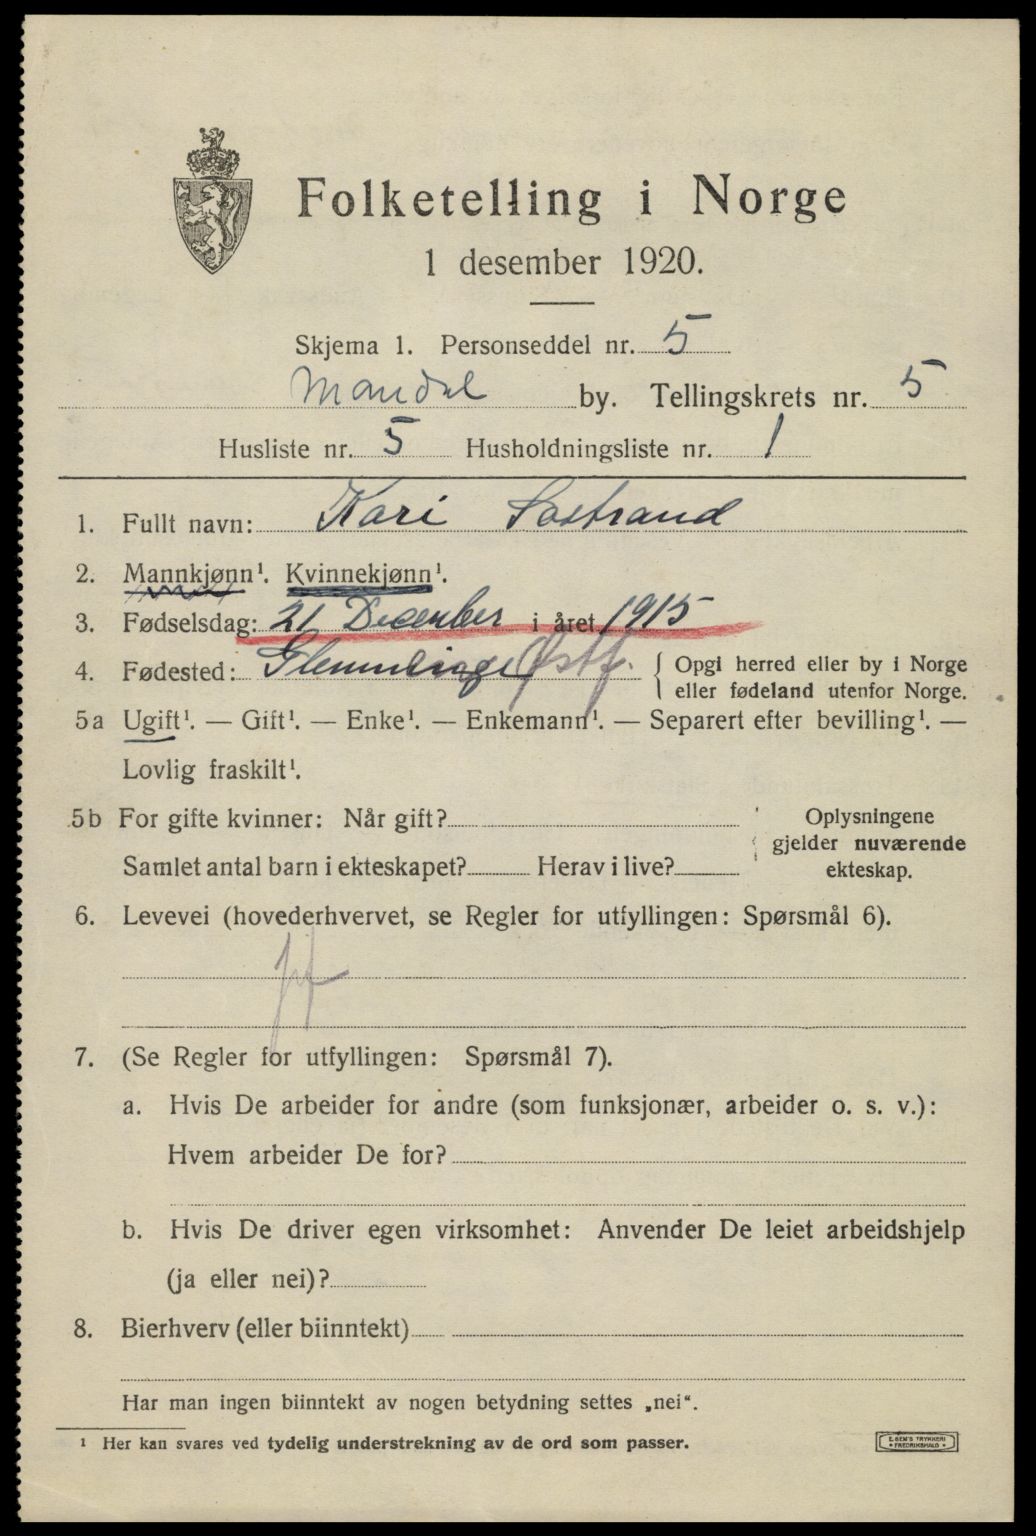 Folketelling i Norge
1 desember 1920.
Skjema 1. Personseddel nr. 5
Mandal by. Tellingskrets nr. 5
Husliste nr. 5 Husholdningsliste nr. 1
1. Fullt navn: Kari Sostrand
2. Mannkjønn¹. Kvinnekjønn¹.
3. Fødselsdag: 21 December i året 1915
4. Fødested: Østf. { Opgi herred eller by i Norge
eller fødeland utenfor Norge.
5a Ugift¹. — Gift¹. — Enke¹. — Enkemann¹. — Separert efter bevilling¹. —
Lovlig fraskilt¹.
5b For gifte kvinner: Når gift? Oplysningene
gjelder nuværende
Samlet antal barn i ekteskapet? Herav i live? ekteskap.
6. Levevei (hovederhvervet, se Regler for utfyllingen: Spørsmål 6).
7. (Se Regler for utfyllingen: Spørsmål 7).
a. Hvis De arbeider for andre (som funksjonær, arbeider o. s. v.):
Hvem arbeider De for?
b. Hvis De driver egen virksomhet: Anvender De leiet arbeidshjelp
(ja eller nei)?
8. Bierhverv (eller biinntekt)
Har man ingen biinntekt av nogen betydning settes „nei“.
¹ Her kan svares ved tydelig understrekning av de ord som passer.
E. SEM'S TRYKKERI
FREDRIKSHALD